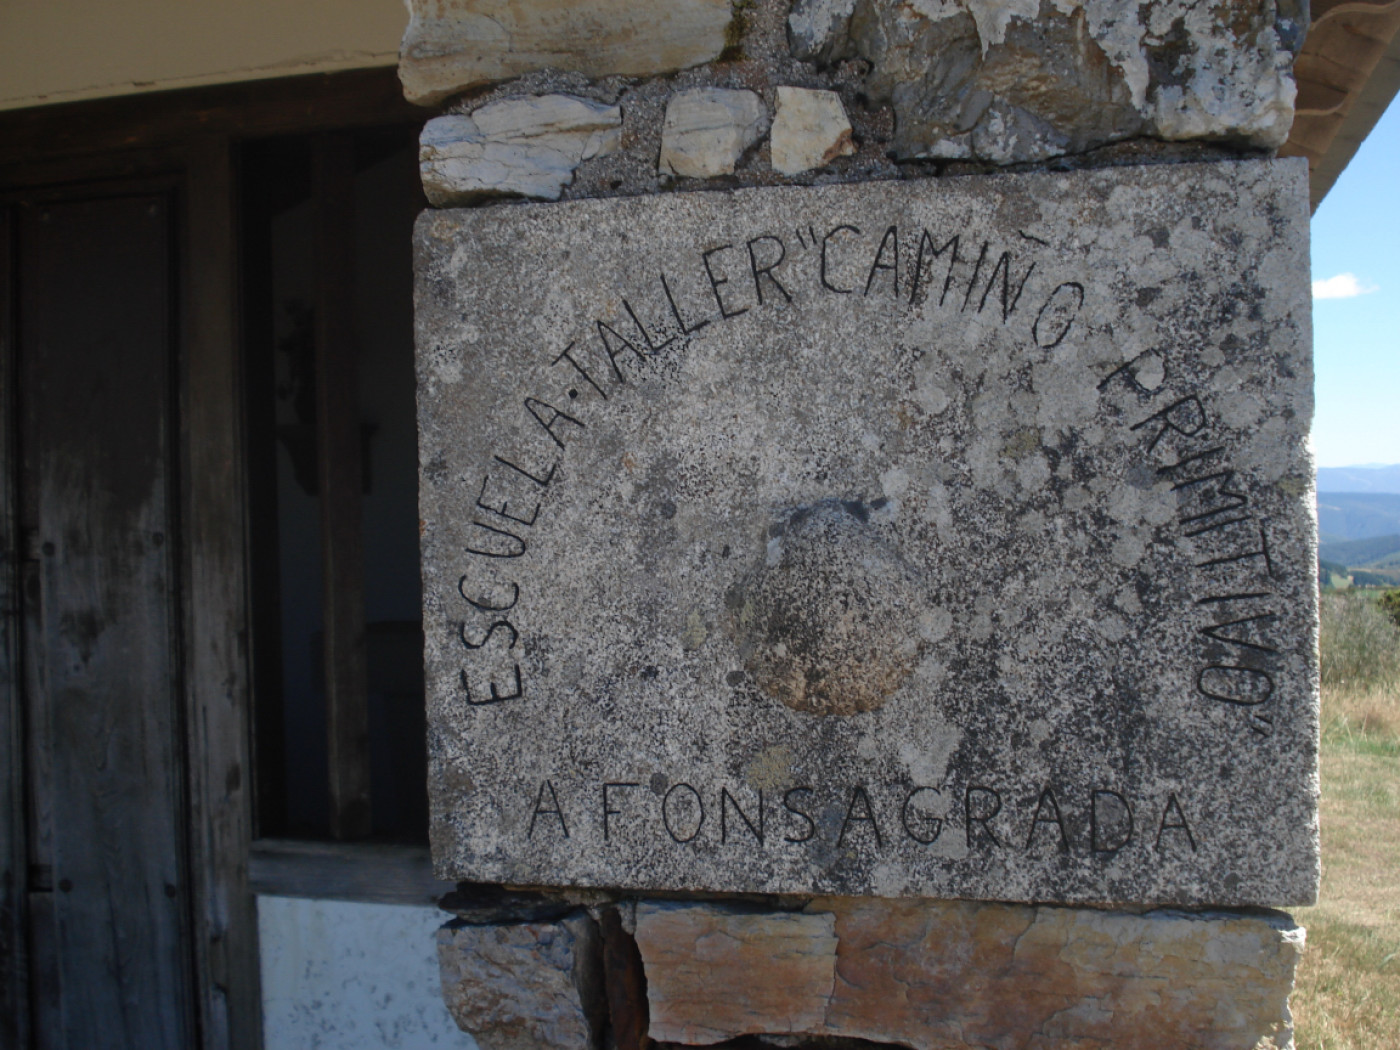 ESCUELA·TALLER "CAMIÑO PRIMITIVO"
A FONSAGRADA